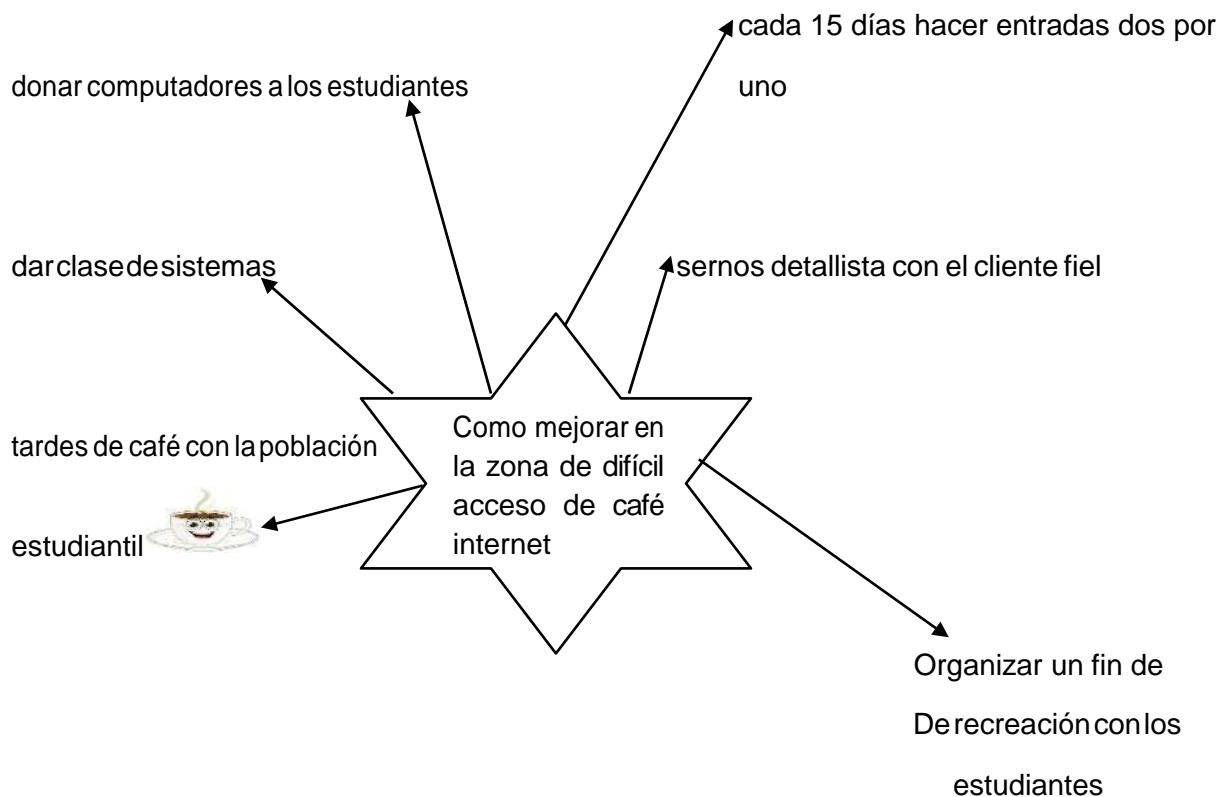 cada 15 días hacer entradas dos por
uno
donar computadores a los estudiantes
dar clase de sistemas
sernos detallista con el cliente fiel
tardes de café con la población
estudiantil
Como mejorar en
la zona de difícil
acceso de café
internet
Organizar un fin de
De recreación con los
estudiantes